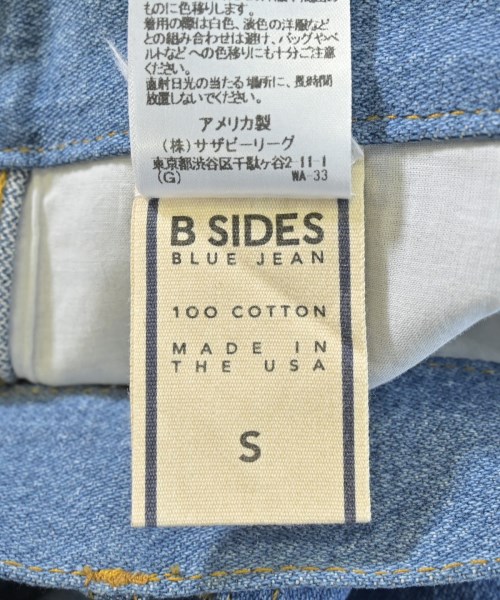 ものに色移りします。
着用の際は白色、淡色の洋服など
との組み合わせは避け、バッグやベ
ルトなど への色移りにも十分ご注意
ください。
直射日光の当たる場所に、長時間
放置しないでください。
アメリカ製
(株)サザビーリーグ
東京都渋谷区千駄ヶ谷2-11-1
(G) WA-33
B SIDES
BLUE JEAN
100 COTTON
MADE IN
THE USA
S